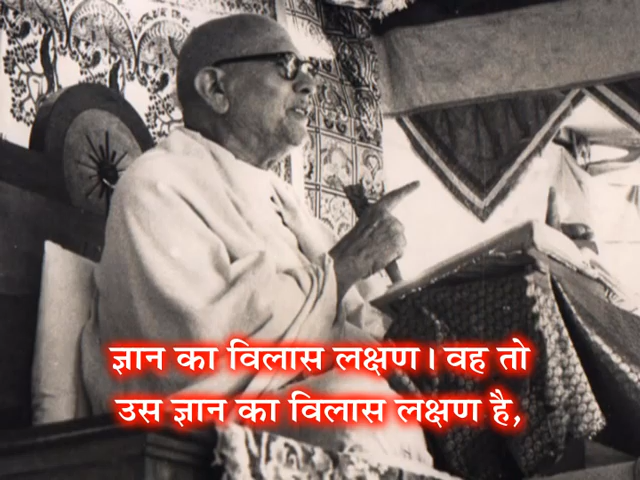 ज्ञान का विलास लक्षण। वह तो
उस ज्ञान का विलास लक्षण है,